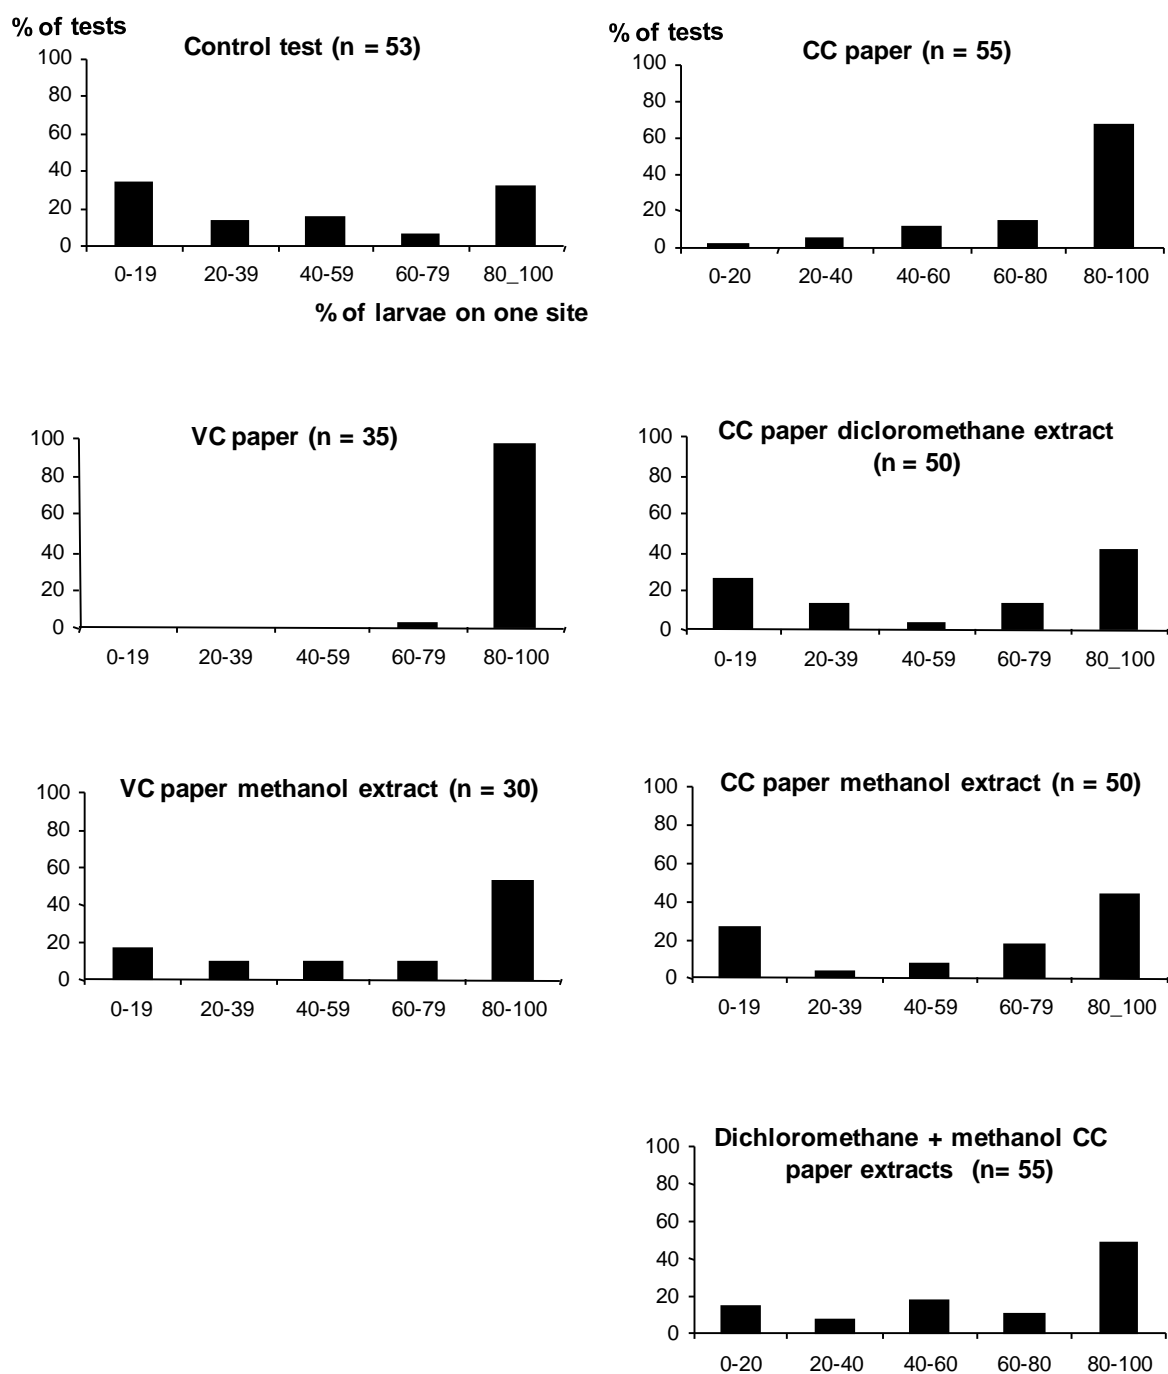 % of tests
Control test (n = 53)
100
80
60
40
20
0
0-19 20-39 40-59 60-79 80_100
% of larvae on one site
% of tests
CC paper (n = 55)
100
80
60
40
20
0
0-20 20-40 40-60 60-80 80-100
VC paper (n = 35)
100
80
60
40
20
0
0-19 20-39 40-59 60-79 80-100
CC paper dicloromethane extract
(n = 50)
100
80
60
40
20
0
0-19 20-39 40-59 60-79 80_100
VC paper methanol extract (n = 30)
100
80
60
40
20
0
0-19 20-39 40-59 60-79 80-100
CC paper methanol extract (n = 50)
100
80
60
40
20
0
0-19 20-39 40-59 60-79 80_100
Dichloromethane + methanol CC
paper extracts (n= 55)
100
80
60
40
20
0
0-20 20-40 40-60 60-80 80-100